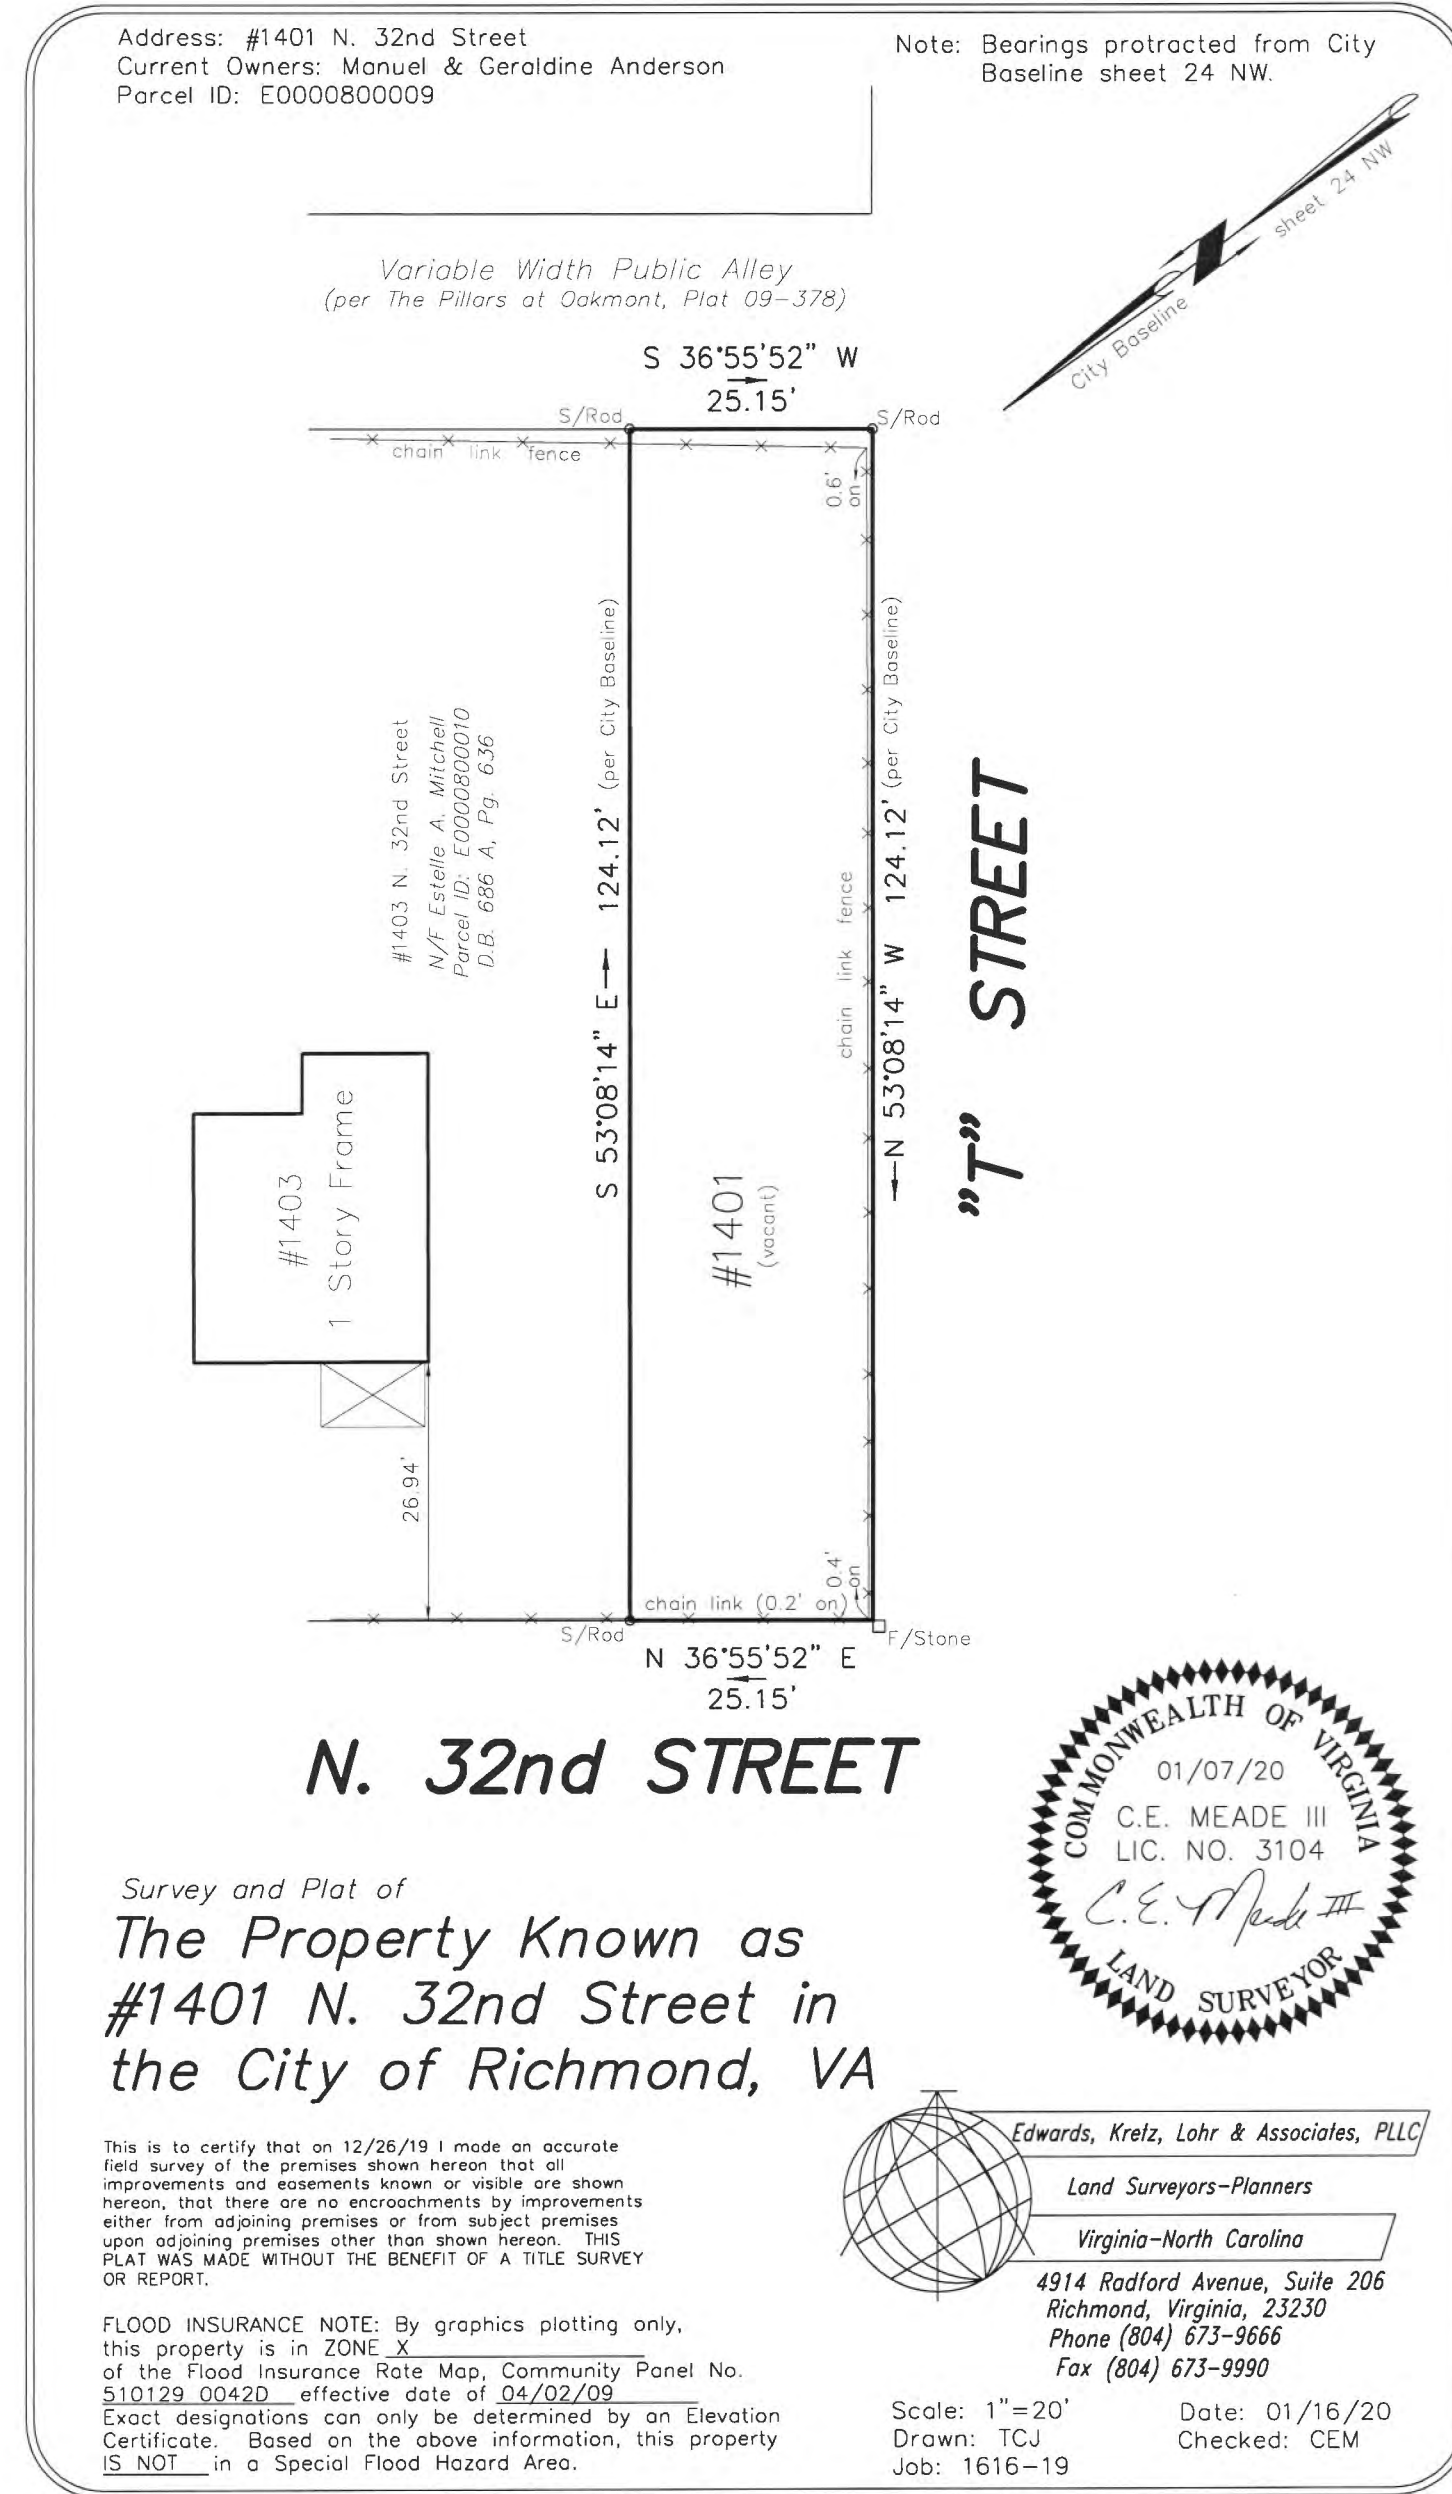 Address: #1401 N. 32nd Street
Current Owners: Manuel & Geraldine Anderson
Parcel ID: E0000800009
Note: Bearings protracted from City
Baseline sheet 24 NW.
sheet 24 NW
City Baseline
Variable Width Public Alley
(per The Pillars at Oakmont, Plat 09-378)
S 36°55'52" W
25.15'
S/Rod
S/Rod
chain link fence
0.6'
on
#1403 N. 32nd Street
N/F Estelle A. Mitchell
Parcel ID: E0000800010
D.B. 686 A, Pg. 636
S 53°08'14" E 124.12' (per City Baseline)
chain link fence
N 53°08'14" W 124.12' (per City Baseline)
"T" STREET
#1403
1 Story Frame
#1401
(vacant)
26.94'
0.4'
on
chain link (0.2' on)
S/Rod
F/Stone
N 36°55'52" E
25.15'
N. 32nd STREET
COMMONWEALTH OF VIRGINIA
01/07/20
C.E. MEADE III
LIC. NO. 3104
C.E. Meade III
LAND SURVEYOR
Survey and Plat of
The Property Known as
#1401 N. 32nd Street in
the City of Richmond, VA
This is to certify that on 12/26/19 I made an accurate
field survey of the premises shown hereon that all
improvements and easements known or visible are shown
hereon, that there are no encroachments by improvements
either from adjoining premises or from subject premises
upon adjoining premises other than shown hereon. THIS
PLAT WAS MADE WITHOUT THE BENEFIT OF A TITLE SURVEY
OR REPORT.
FLOOD INSURANCE NOTE: By graphics plotting only,
this property is in ZONE X
of the Flood Insurance Rate Map, Community Panel No.
510129 0042D effective date of 04/02/09
Exact designations can only be determined by an Elevation
Certificate. Based on the above information, this property
IS NOT in a Special Flood Hazard Area.
Edwards, Kretz, Lohr & Associates, PLLC
Land Surveyors-Planners
Virginia-North Carolina
4914 Radford Avenue, Suite 206
Richmond, Virginia, 23230
Phone (804) 673-9666
Fax (804) 673-9990
Scale: 1"=20'
Date: 01/16/20
Drawn: TCJ
Checked: CEM
Job: 1616-19